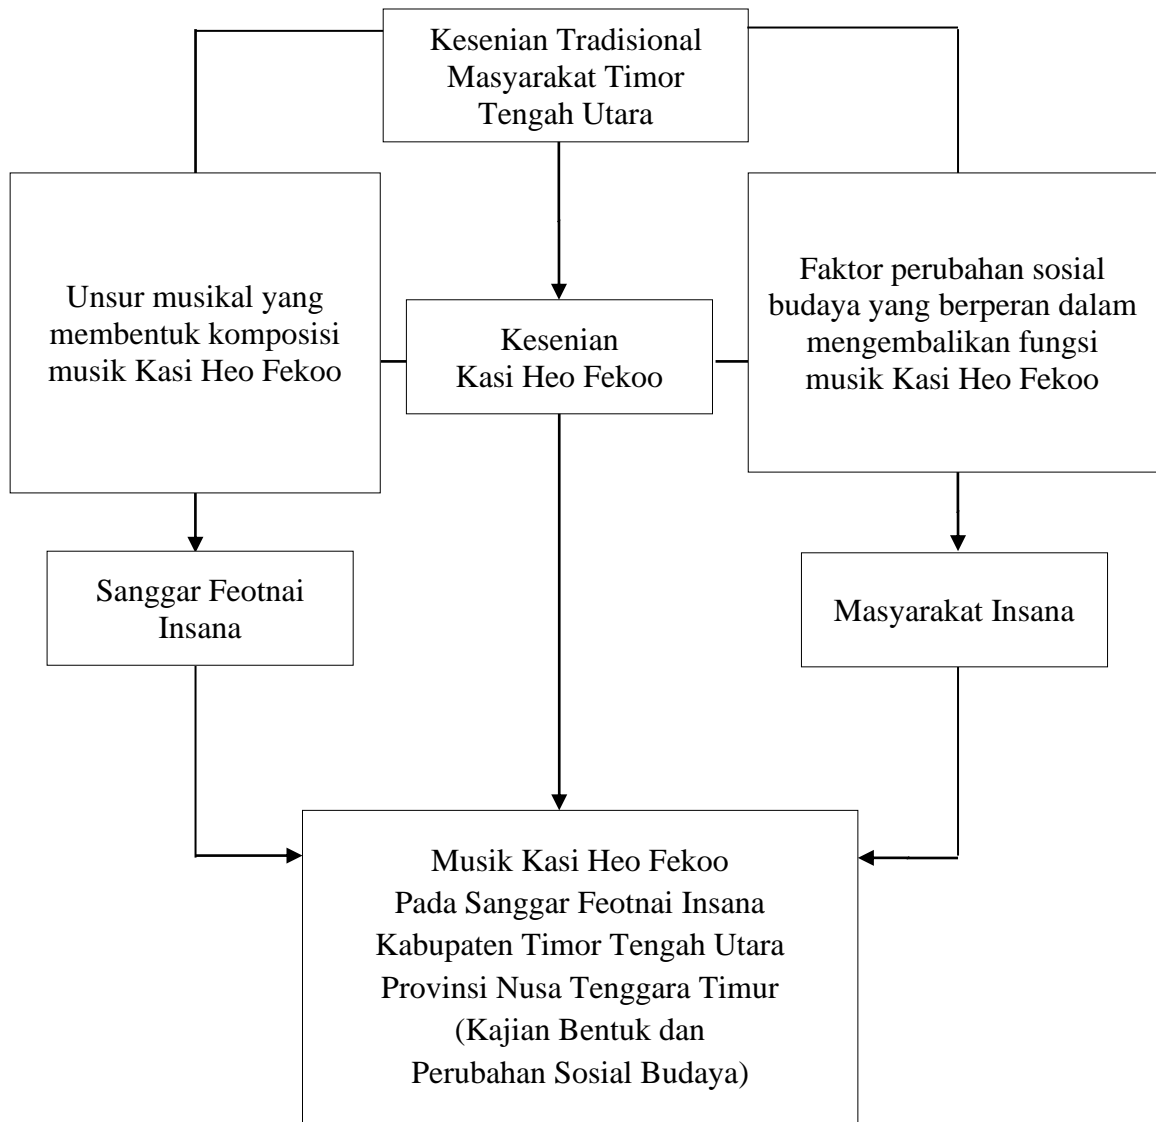 Kesenian Tradisional
Masyarakat Timor
Tengah Utara
Unsur musikal yang
membentuk komposisi
musik Kasi Heo Fekoo
Kesenian
Kasi Heo Fekoo
Faktor perubahan sosial
budaya yang berperan dalam
mengembalikan fungsi
musik Kasi Heo Fekoo
Sanggar Feotnai
Insana
Masyarakat Insana
Musik Kasi Heo Fekoo
Pada Sanggar Feotnai Insana
Kabupaten Timor Tengah Utara
Provinsi Nusa Tenggara Timur
(Kajian Bentuk dan
Perubahan Sosial Budaya)